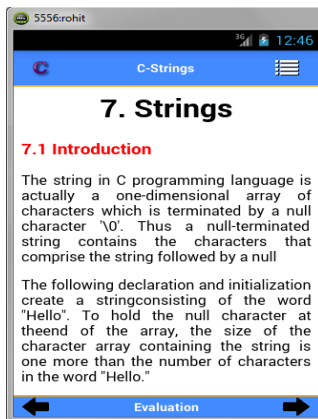 5556:rohit
3G 12:46
C C-Strings
7. Strings
7.1 Introduction
The string in C programming language is
actually a one-dimensional array of
characters which is terminated by a null
character '\0'. Thus a null-terminated
string contains the characters that
comprise the string followed by a null
The following declaration and initialization
create a stringconsisting of the word
"Hello". To hold the null character at
theend of the array, the size of the
character array containing the string is
one more than the number of characters
in the word "Hello."
Evaluation